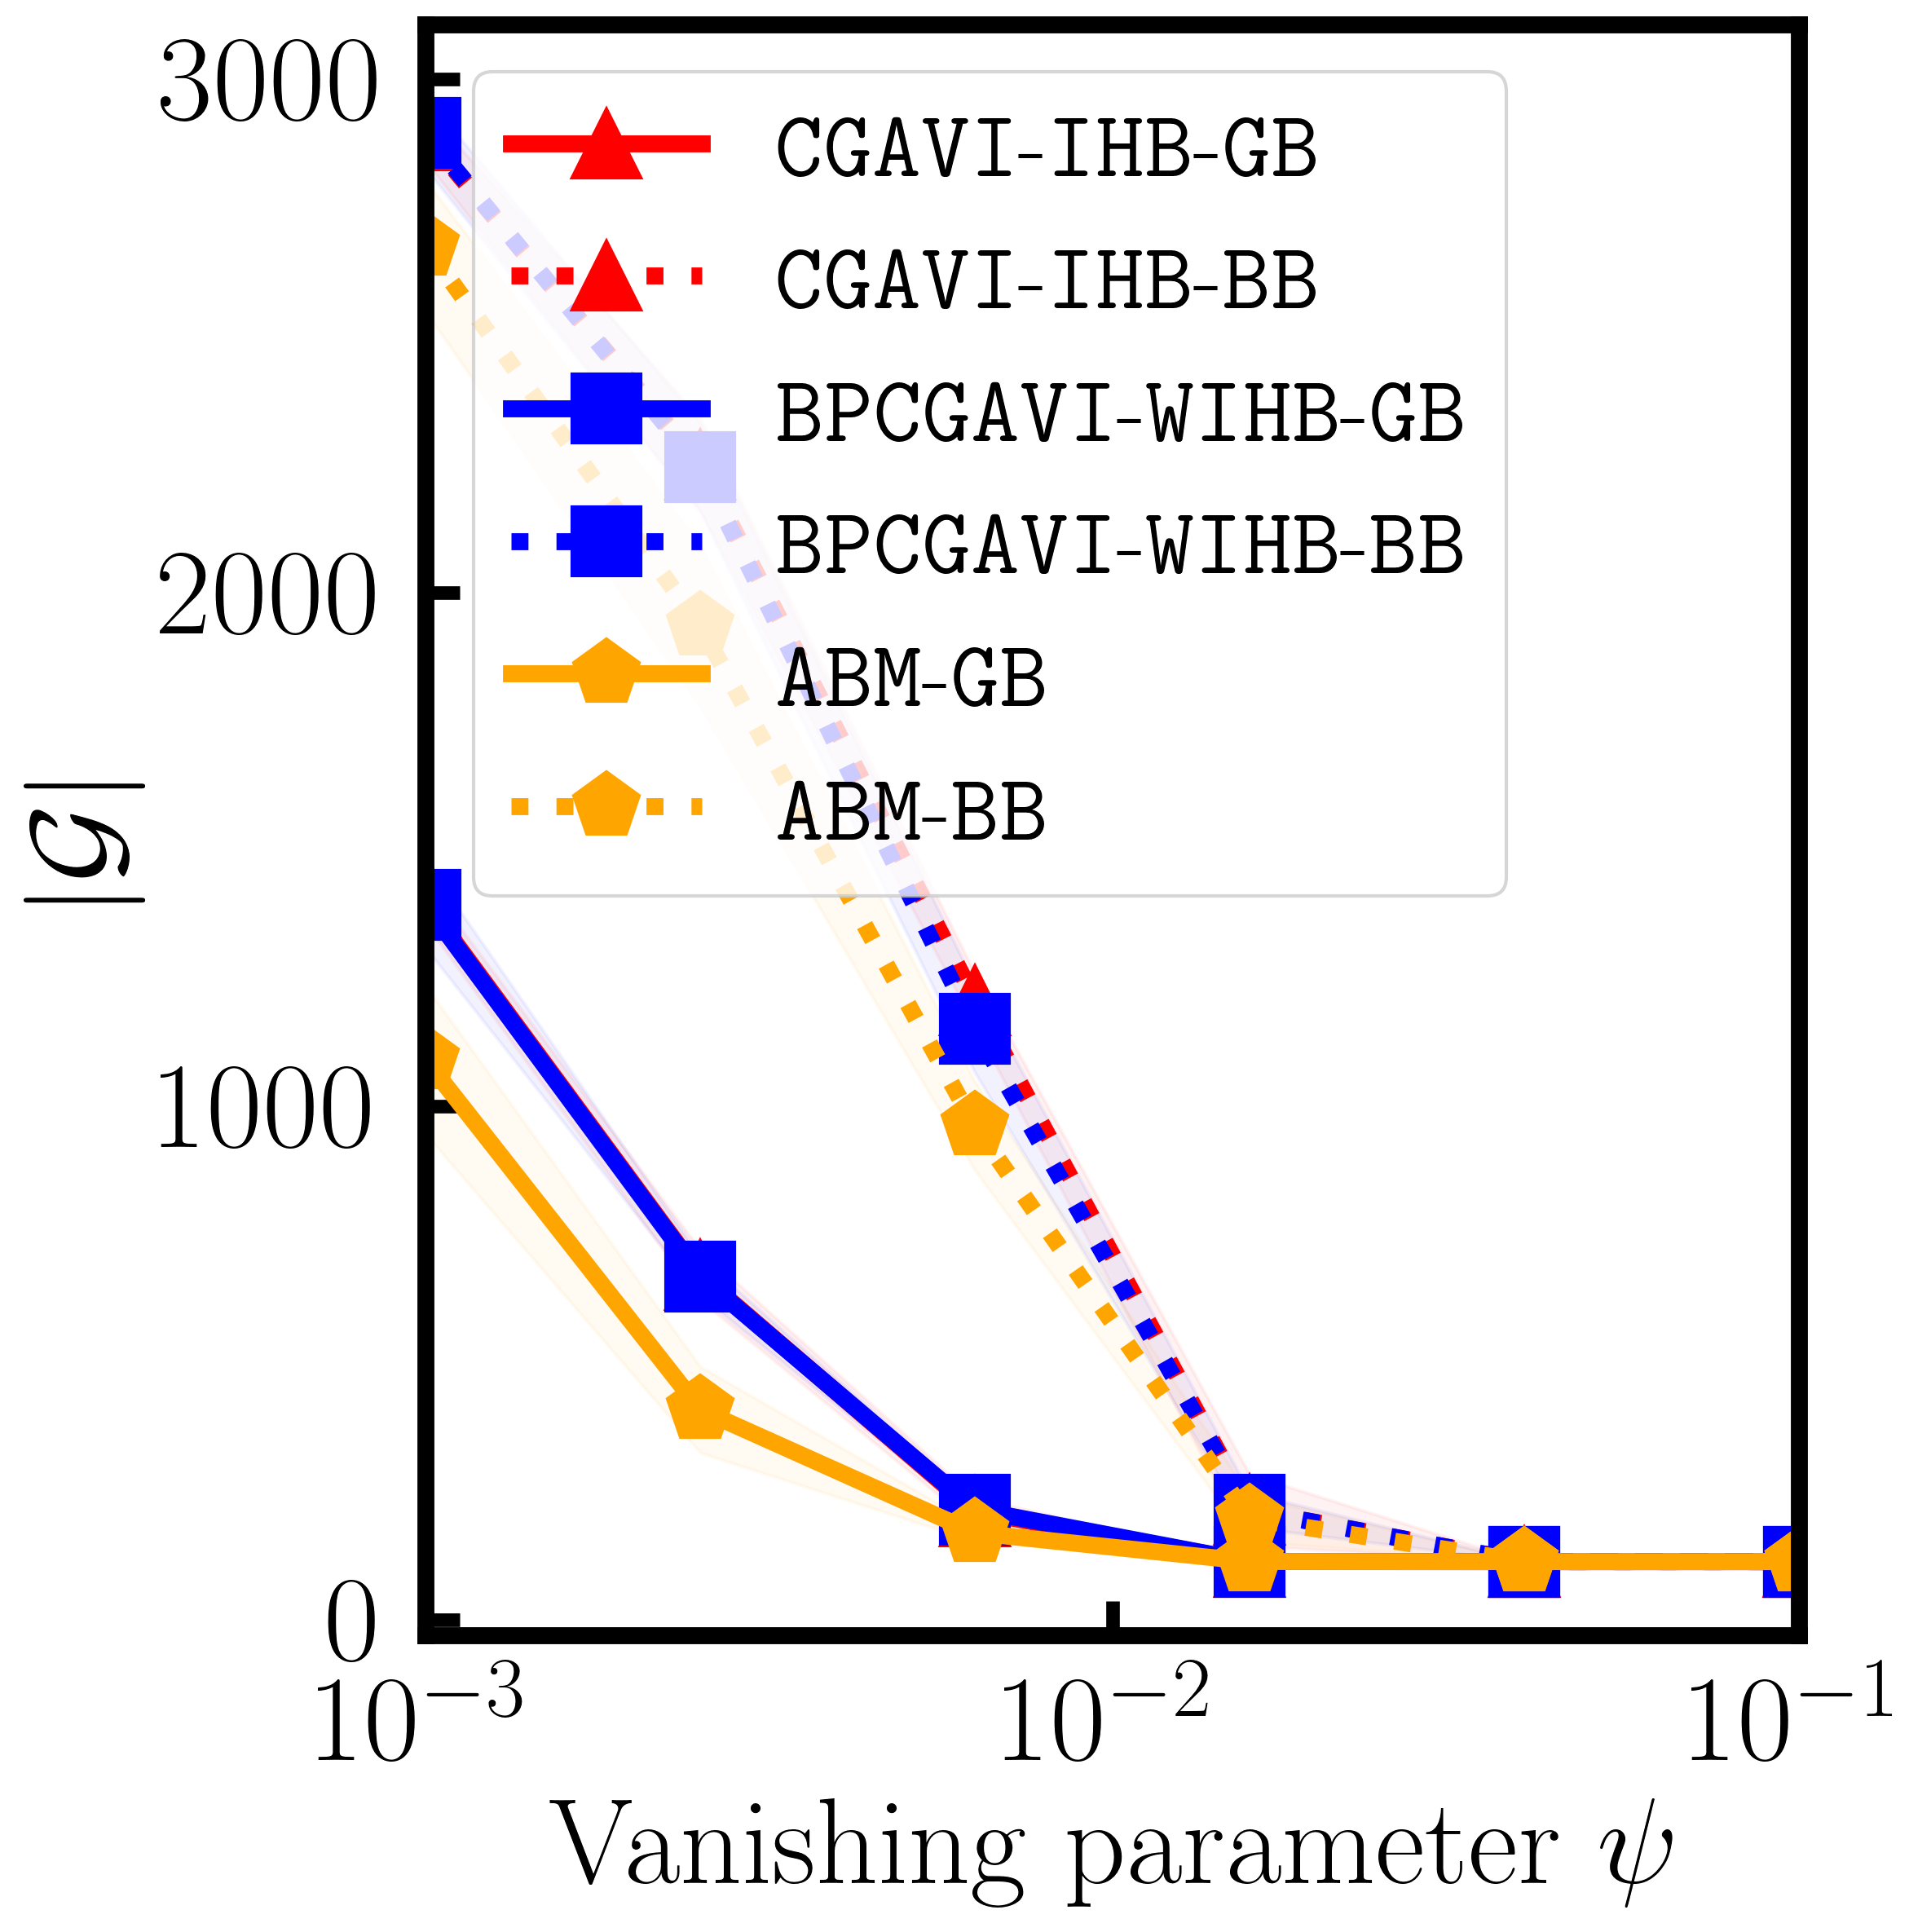 3000
2000
1000
0
|𝒢|
CGAVI-IHB-GB
CGAVI-IHB-BB
BPCGAVI-WIHB-GB
BPCGAVI-WIHB-BB
ABM-GB
ABM-BB
10⁻³ 10⁻² 10⁻¹
Vanishing parameter ψ